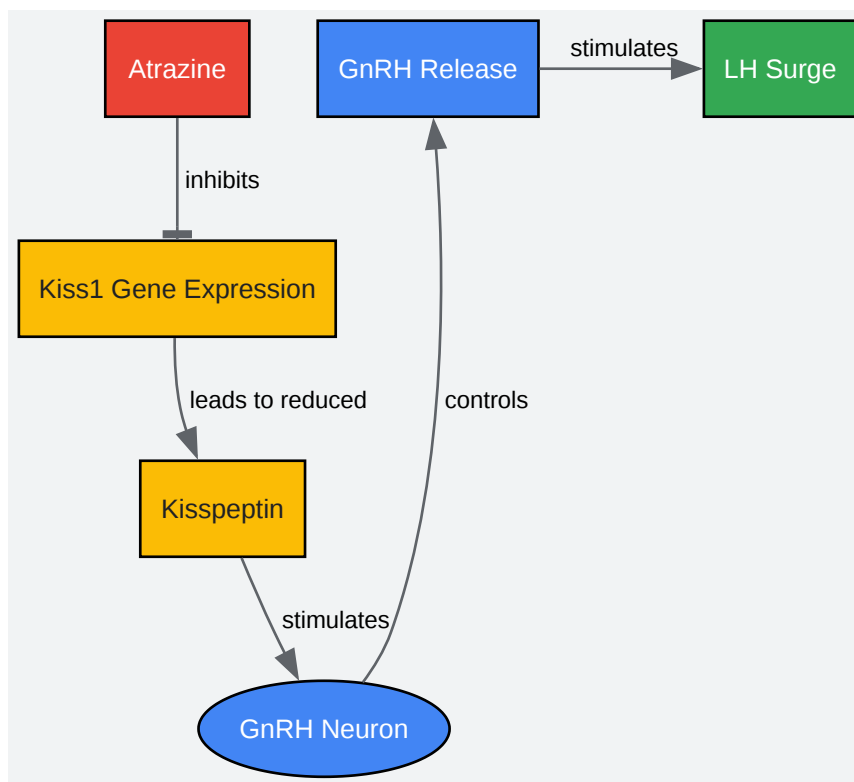 Atrazine
GnRH Release
stimulates
LH Surge
inhibits
Kiss1 Gene Expression
leads to reduced
controls
Kisspeptin
stimulates
GnRH Neuron